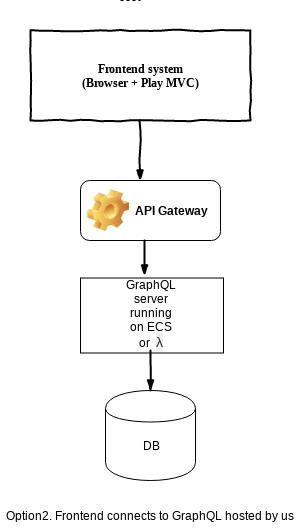 Frontend system
(Browser + Play MVC)
API Gateway
GraphQL
server
running
on ECS
or λ
DB
Option2. Frontend connects to GraphQL hosted by us